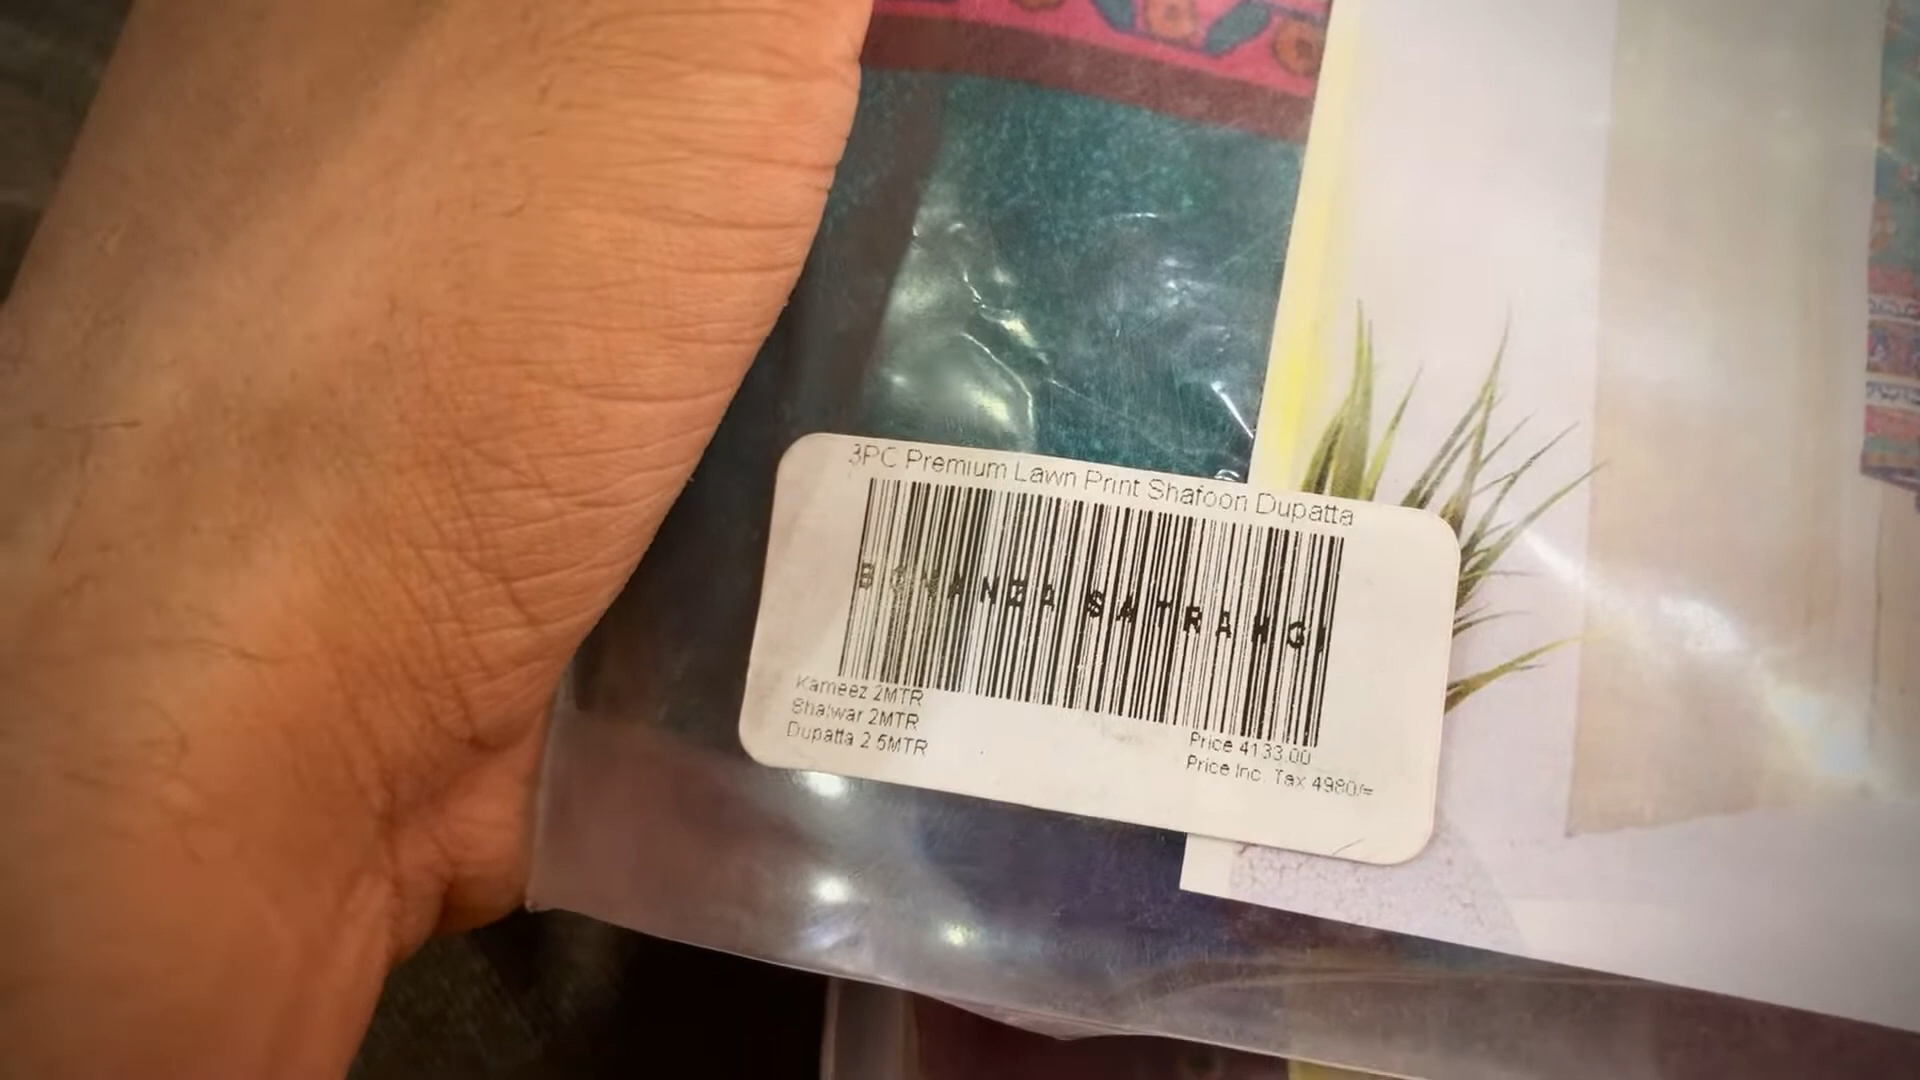 3PC Premium Lawn Print Shafoon Dupatta
BONANZA SATRANGI
Kameez 2MTR
Shalwar 2MTR
Dupatta 2.5MTR
Price 4133.00
Price Inc. Tax 4980/=